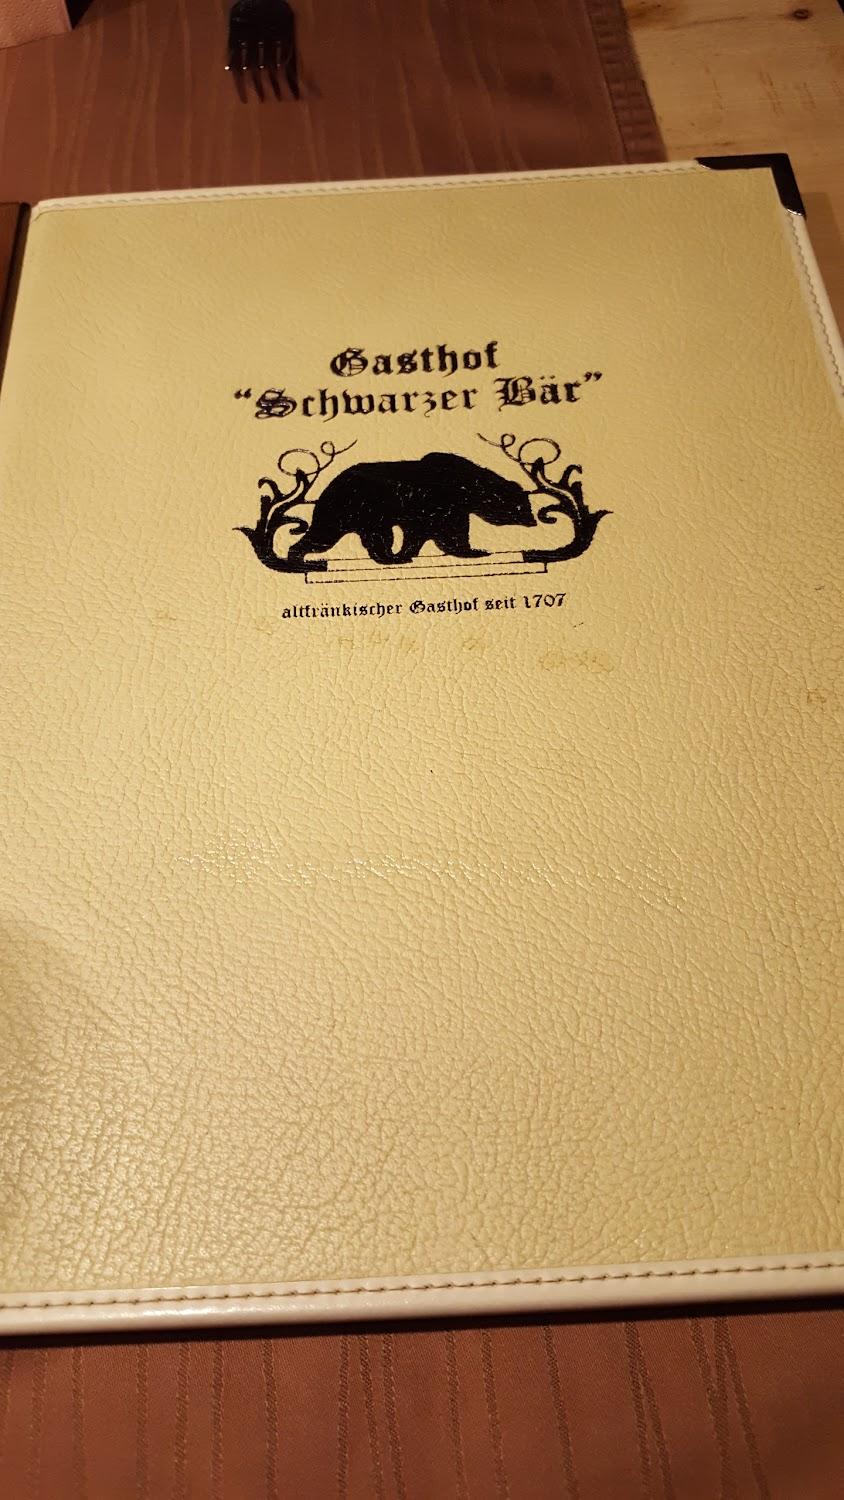 Gasthof
“Schwarzer Bär”
altfränkischer Gasthof seit 1707